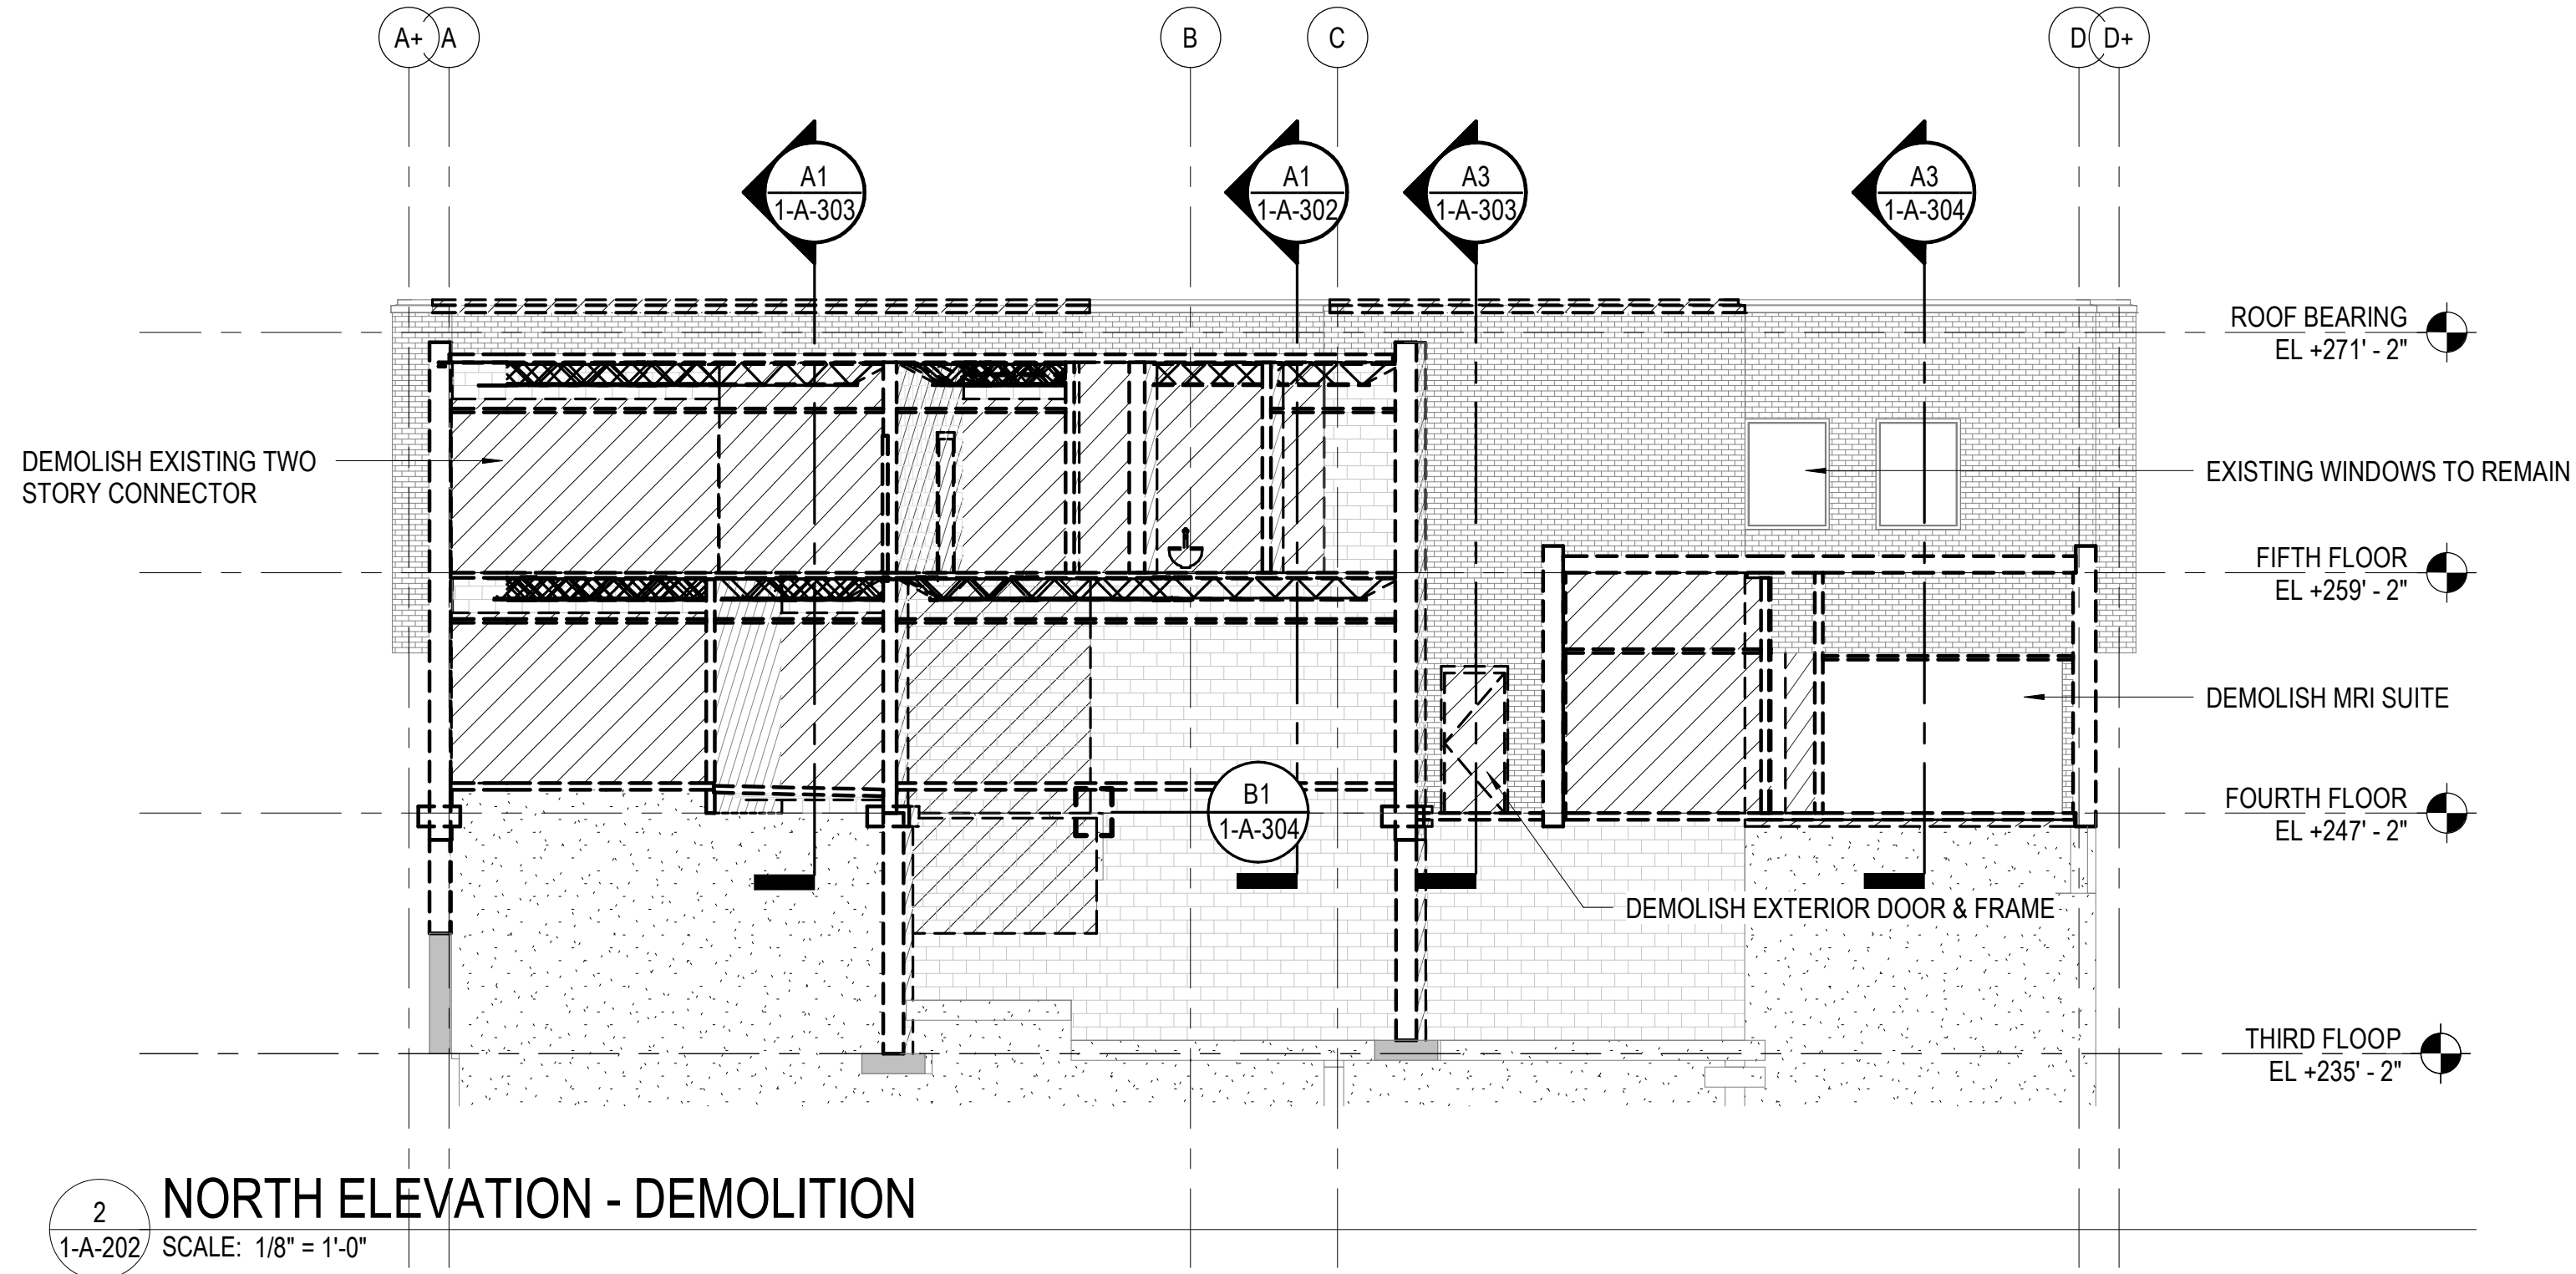 A+ A B C D D+
A1
1-A-303
A1
1-A-302
A3
1-A-303
A3
1-A-304
ROOF BEARING
EL +271' - 2"
DEMOLISH EXISTING TWO
STORY CONNECTOR
EXISTING WINDOWS TO REMAIN
FIFTH FLOOR
EL +259' - 2"
DEMOLISH MRI SUITE
B1
1-A-304
FOURTH FLOOR
EL +247' - 2"
DEMOLISH EXTERIOR DOOR & FRAME
THIRD FLOOP
EL +235' - 2"
2
1-A-202
NORTH ELEVATION - DEMOLITION
SCALE: 1/8" = 1'-0"